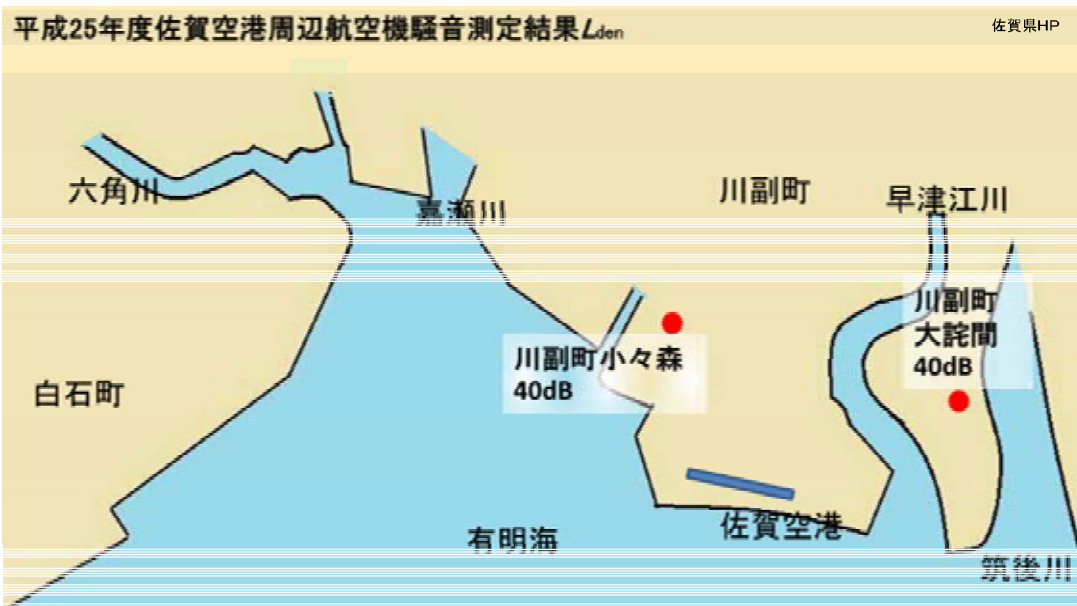 平成25年度佐賀空港周辺航空機騒音測定結果Lden
佐賀県HP
六角川
嘉瀬川
川副町
早津江川
川副町
大詫間
40dB
川副町小々森
40dB
白石町
佐賀空港
有明海
筑後川